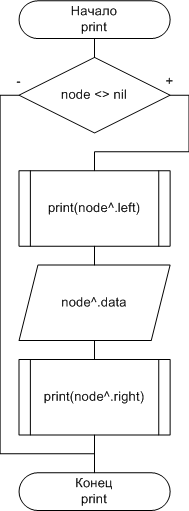 Начало
print
-
+
node <> nil
print(node^.left)
node^.data
print(node^.right)
Конец
print